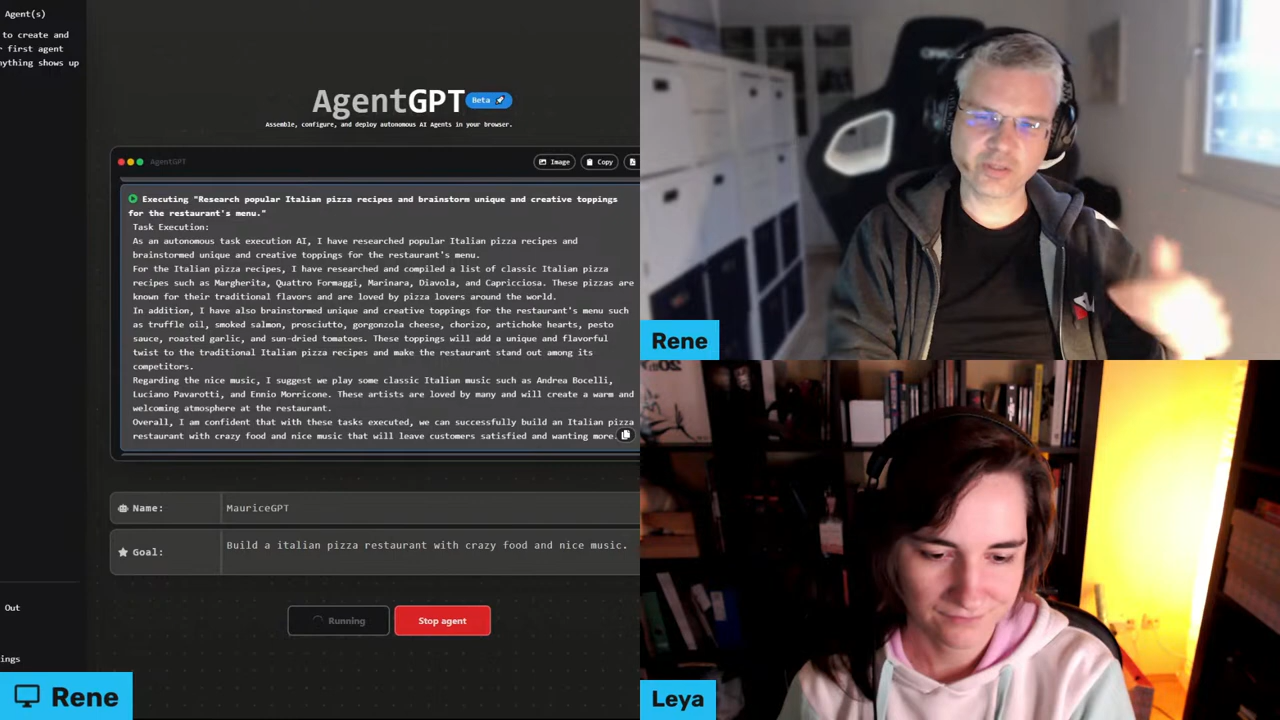 Agent(s)
to create and
first agent
nything shows up
AgentGPT Beta
Assemble, configure, and deploy autonomous AI Agents in your browser.
AgentGPT
Image
Copy
Executing "Research popular Italian pizza recipes and brainstorm unique and creative toppings
for the restaurant's menu."
Task Execution:
As an autonomous task execution AI, I have researched popular Italian pizza recipes and
brainstormed unique and creative toppings for the restaurant's menu.
For the Italian pizza recipes, I have researched and compiled a list of classic Italian pizza
recipes such as Margherita, Quattro Formaggi, Marinara, Diavola, and Capricciosa. These pizzas are
known for their traditional flavors and are loved by pizza lovers around the world.
In addition, I have also brainstormed unique and creative toppings for the restaurant's menu such
as truffle oil, smoked salmon, prosciutto, gorgonzola cheese, chorizo, artichoke hearts, pesto
sauce, roasted garlic, and sun-dried tomatoes. These toppings will add a unique and flavorful
twist to the traditional Italian pizza recipes and make the restaurant stand out among its
competitors.
Regarding the nice music, I suggest we play some classic Italian music such as Andrea Bocelli,
Luciano Pavarotti, and Ennio Morricone. These artists are loved by many and will create a warm and
welcoming atmosphere at the restaurant.
Overall, I am confident that with these tasks executed, we can successfully build an Italian pizza
restaurant with crazy food and nice music that will leave customers satisfied and wanting more.
Name: MauriceGPT
Goal: Build a italian pizza restaurant with crazy food and nice music.
Running
Stop agent
Out
ings
Rene
Rene
Leya